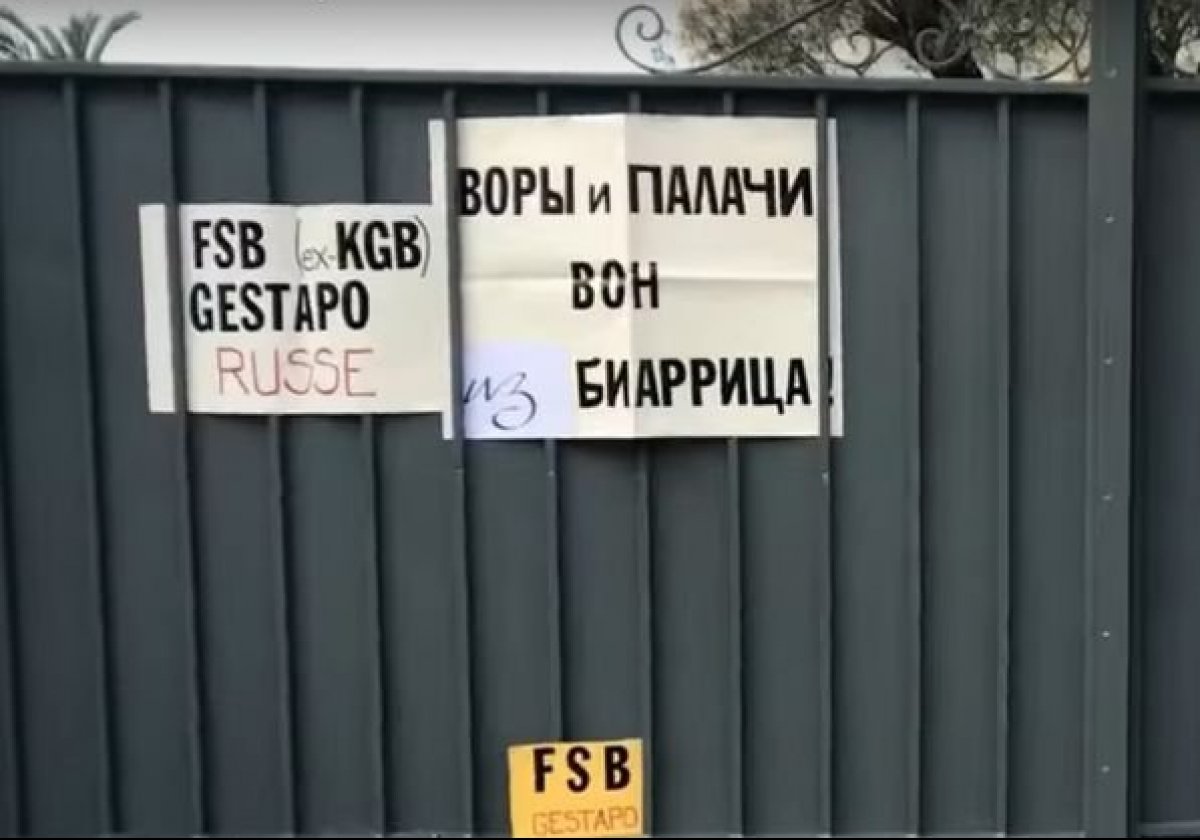 FSB (ex-KGB)
GESTAPO
RUSSE
ВОРЫ и ПАЛАЧИ
ВОН
из БИАРРИЦА!
FSB
GESTAPO